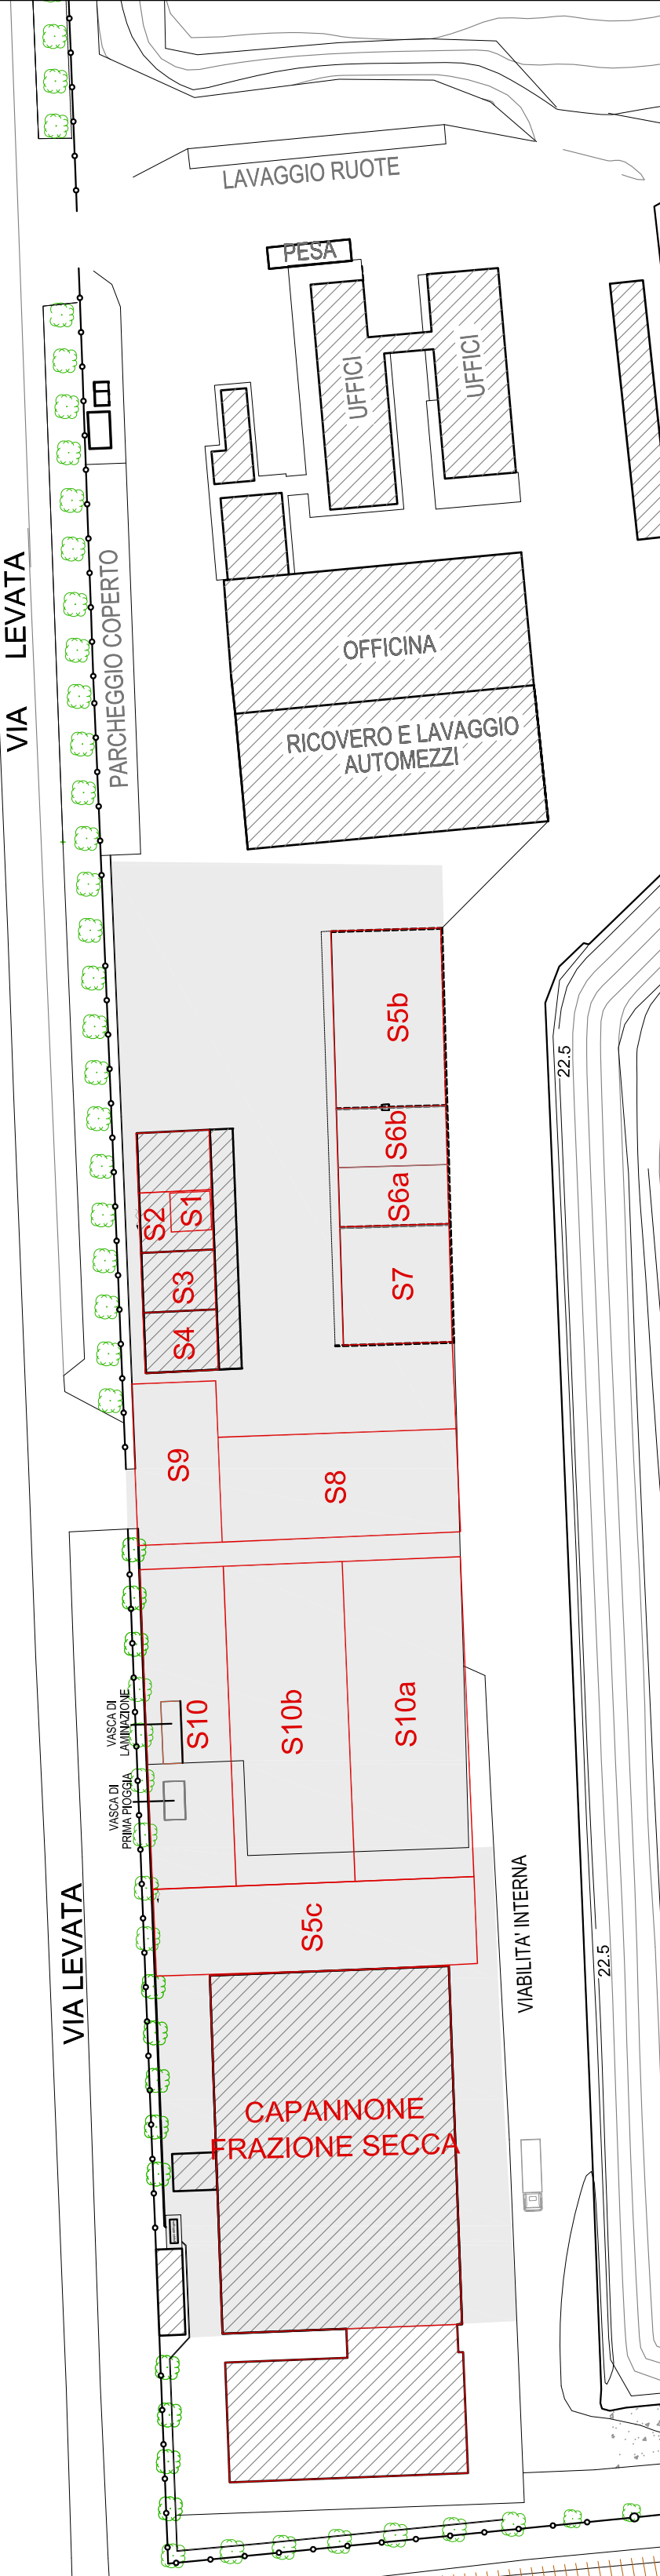 LAVAGGIO RUOTE
PESA
UFFICI
UFFICI
VIA LEVATA
PARCHEGGIO COPERTO
OFFICINA
RICOVERO E LAVAGGIO
AUTOMEZZI
S5b
22.5
S6b
S6a
S1
S2
S3
S7
S4
S9
S8
VASCA DI
LAMINAZIONE
S10
S10b
S10a
VASCA DI
PRIMA PIOGGIA
VIA LEVATA
S5c
VIABILITA' INTERNA
22.5
CAPANNONE
FRAZIONE SECCA